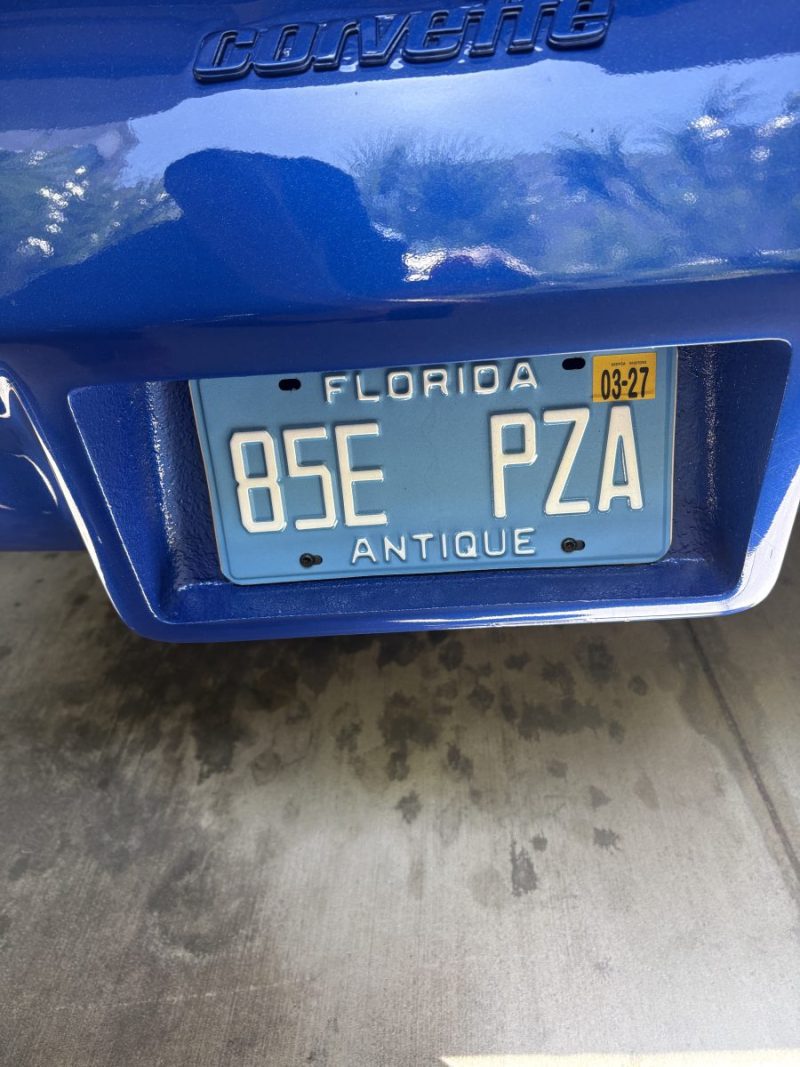 corvette
FLORIDA
03-27
85E PZA
ANTIQUE